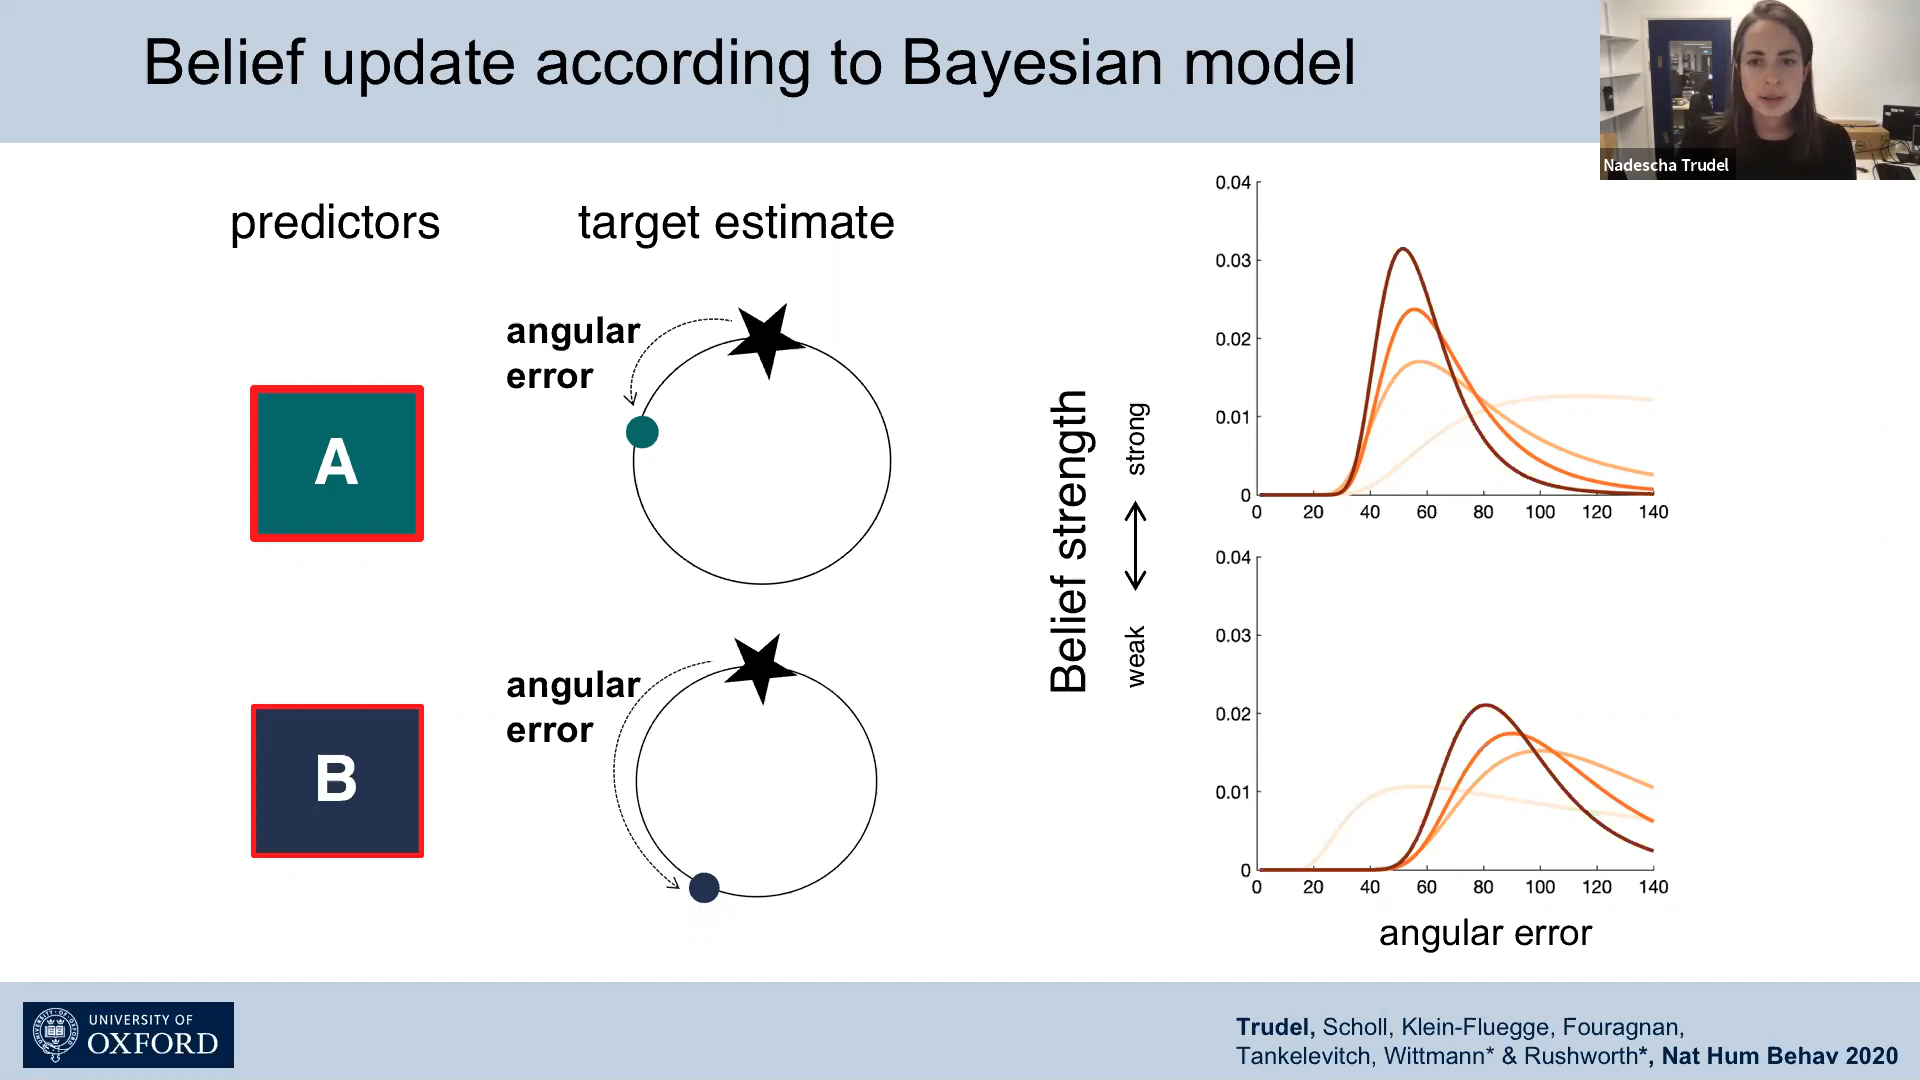 Belief update according to Bayesian model
Nadescha Trudel
predictors
target estimate
angular
error
A
angular
error
B
Belief strength
weak
strong
0.04
0.03
0.02
0.01
0
0 20 40 60 80 100 120 140
0.04
0.03
0.02
0.01
0
0 20 40 60 80 100 120 140
angular error
UNIVERSITY OF
OXFORD
Trudel, Scholl, Klein-Fluegge, Fouragnan,
Tankelevitch, Wittmann* & Rushworth*, Nat Hum Behav 2020